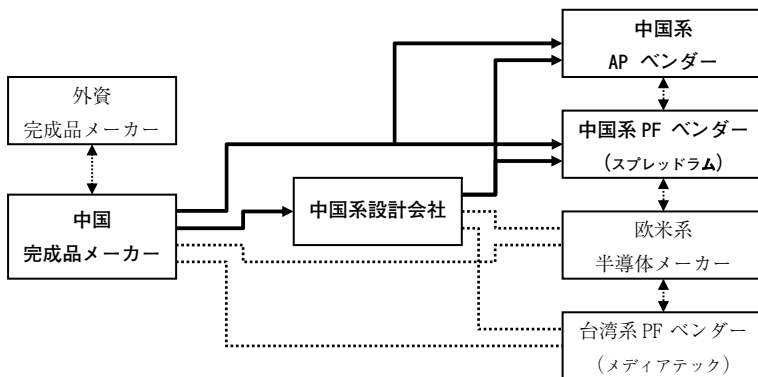 外資
完成品メーカー
中国
完成品メーカー
中国系設計会社
中国系
AP ベンダー
中国系 PF ベンダー
(スプレッドラム)
欧米系
半導体メーカー
台湾系 PF ベンダー
(メディアテック)